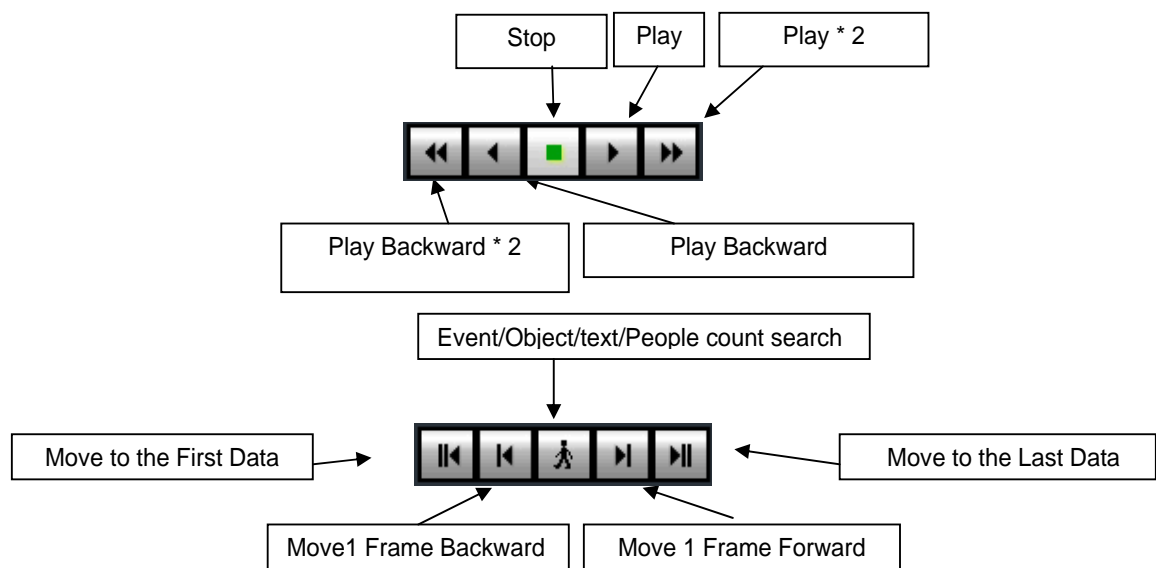 Stop
Play
Play * 2
Play Backward * 2
Play Backward
Event/Object/text/People count search
Move to the First Data
Move to the Last Data
Move1 Frame Backward
Move 1 Frame Forward